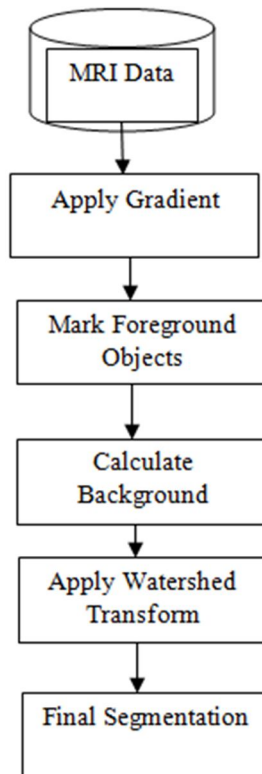 MRI Data
Apply Gradient
Mark Foreground
Objects
Calculate
Background
Apply Watershed
Transform
Final Segmentation